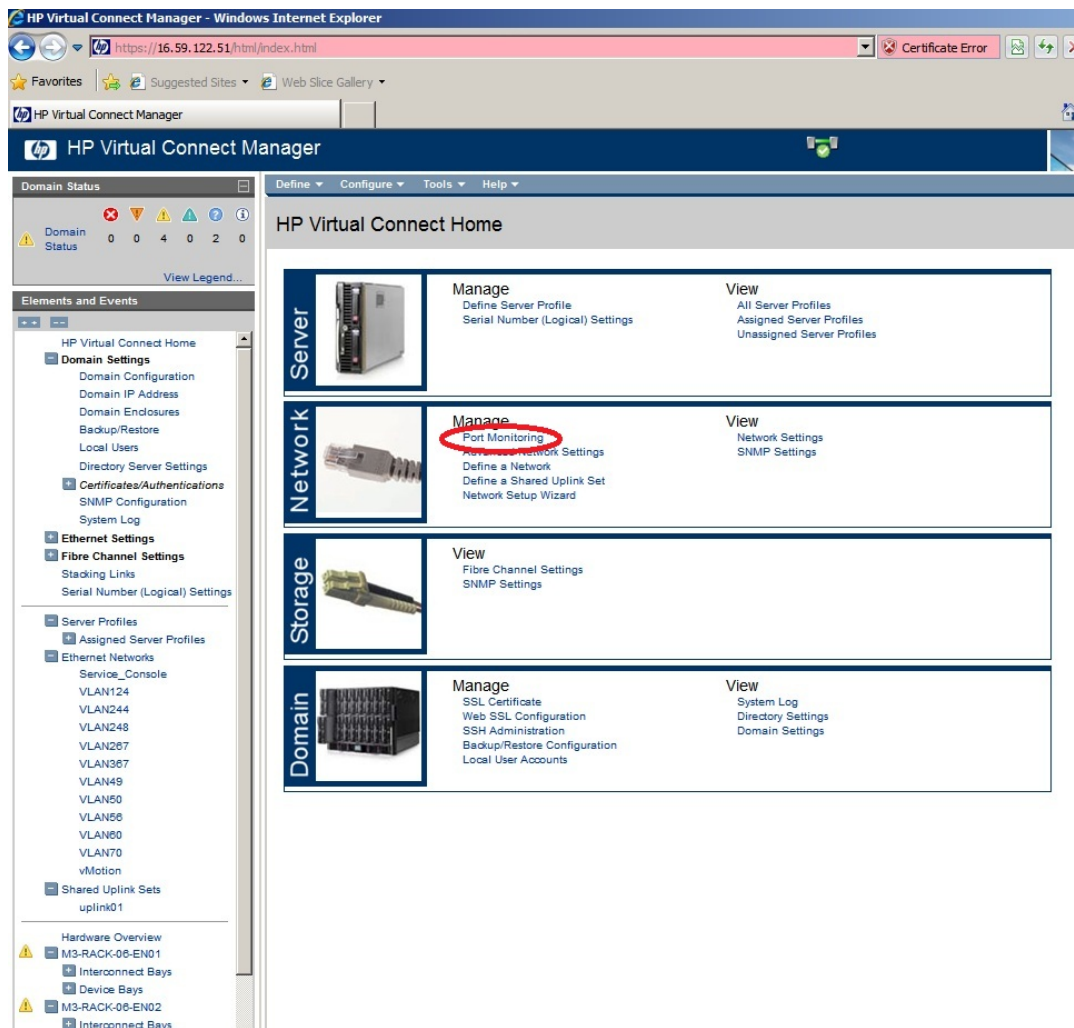 HP Virtual Connect Manager - Windows Internet Explorer
https://16.59.122.51/html/index.html
Certificate Error
Favorites
Suggested Sites
Web Slice Gallery
HP Virtual Connect Manager
HP Virtual Connect Manager
Domain Status
Domain Status 0 0 4 0 2 0
View Legend...
Elements and Events
HP Virtual Connect Home
Domain Settings
Domain Configuration
Domain IP Address
Domain Enclosures
Backup/Restore
Local Users
Directory Server Settings
Certificates/Authentications
SNMP Configuration
System Log
Ethernet Settings
Fibre Channel Settings
Stacking Links
Serial Number (Logical) Settings
Server Profiles
Assigned Server Profiles
Ethernet Networks
Service_Console
VLAN124
VLAN244
VLAN248
VLAN267
VLAN367
VLAN49
VLAN50
VLAN56
VLAN60
VLAN70
vMotion
Shared Uplink Sets
uplink01
Hardware Overview
M3-RACK-06-EN01
Interconnect Bays
Device Bays
M3-RACK-06-EN02
Interconnect Bays
Define Configure Tools Help
HP Virtual Connect Home
Server
Manage
Define Server Profile
Serial Number (Logical) Settings
View
All Server Profiles
Assigned Server Profiles
Unassigned Server Profiles
Network
Manage
Port Monitoring
Advanced Network Settings
Define a Network
Define a Shared Uplink Set
Network Setup Wizard
View
Network Settings
SNMP Settings
Storage
View
Fibre Channel Settings
SNMP Settings
Domain
Manage
SSL Certificate
Web SSL Configuration
SSH Administration
Backup/Restore Configuration
Local User Accounts
View
System Log
Directory Settings
Domain Settings